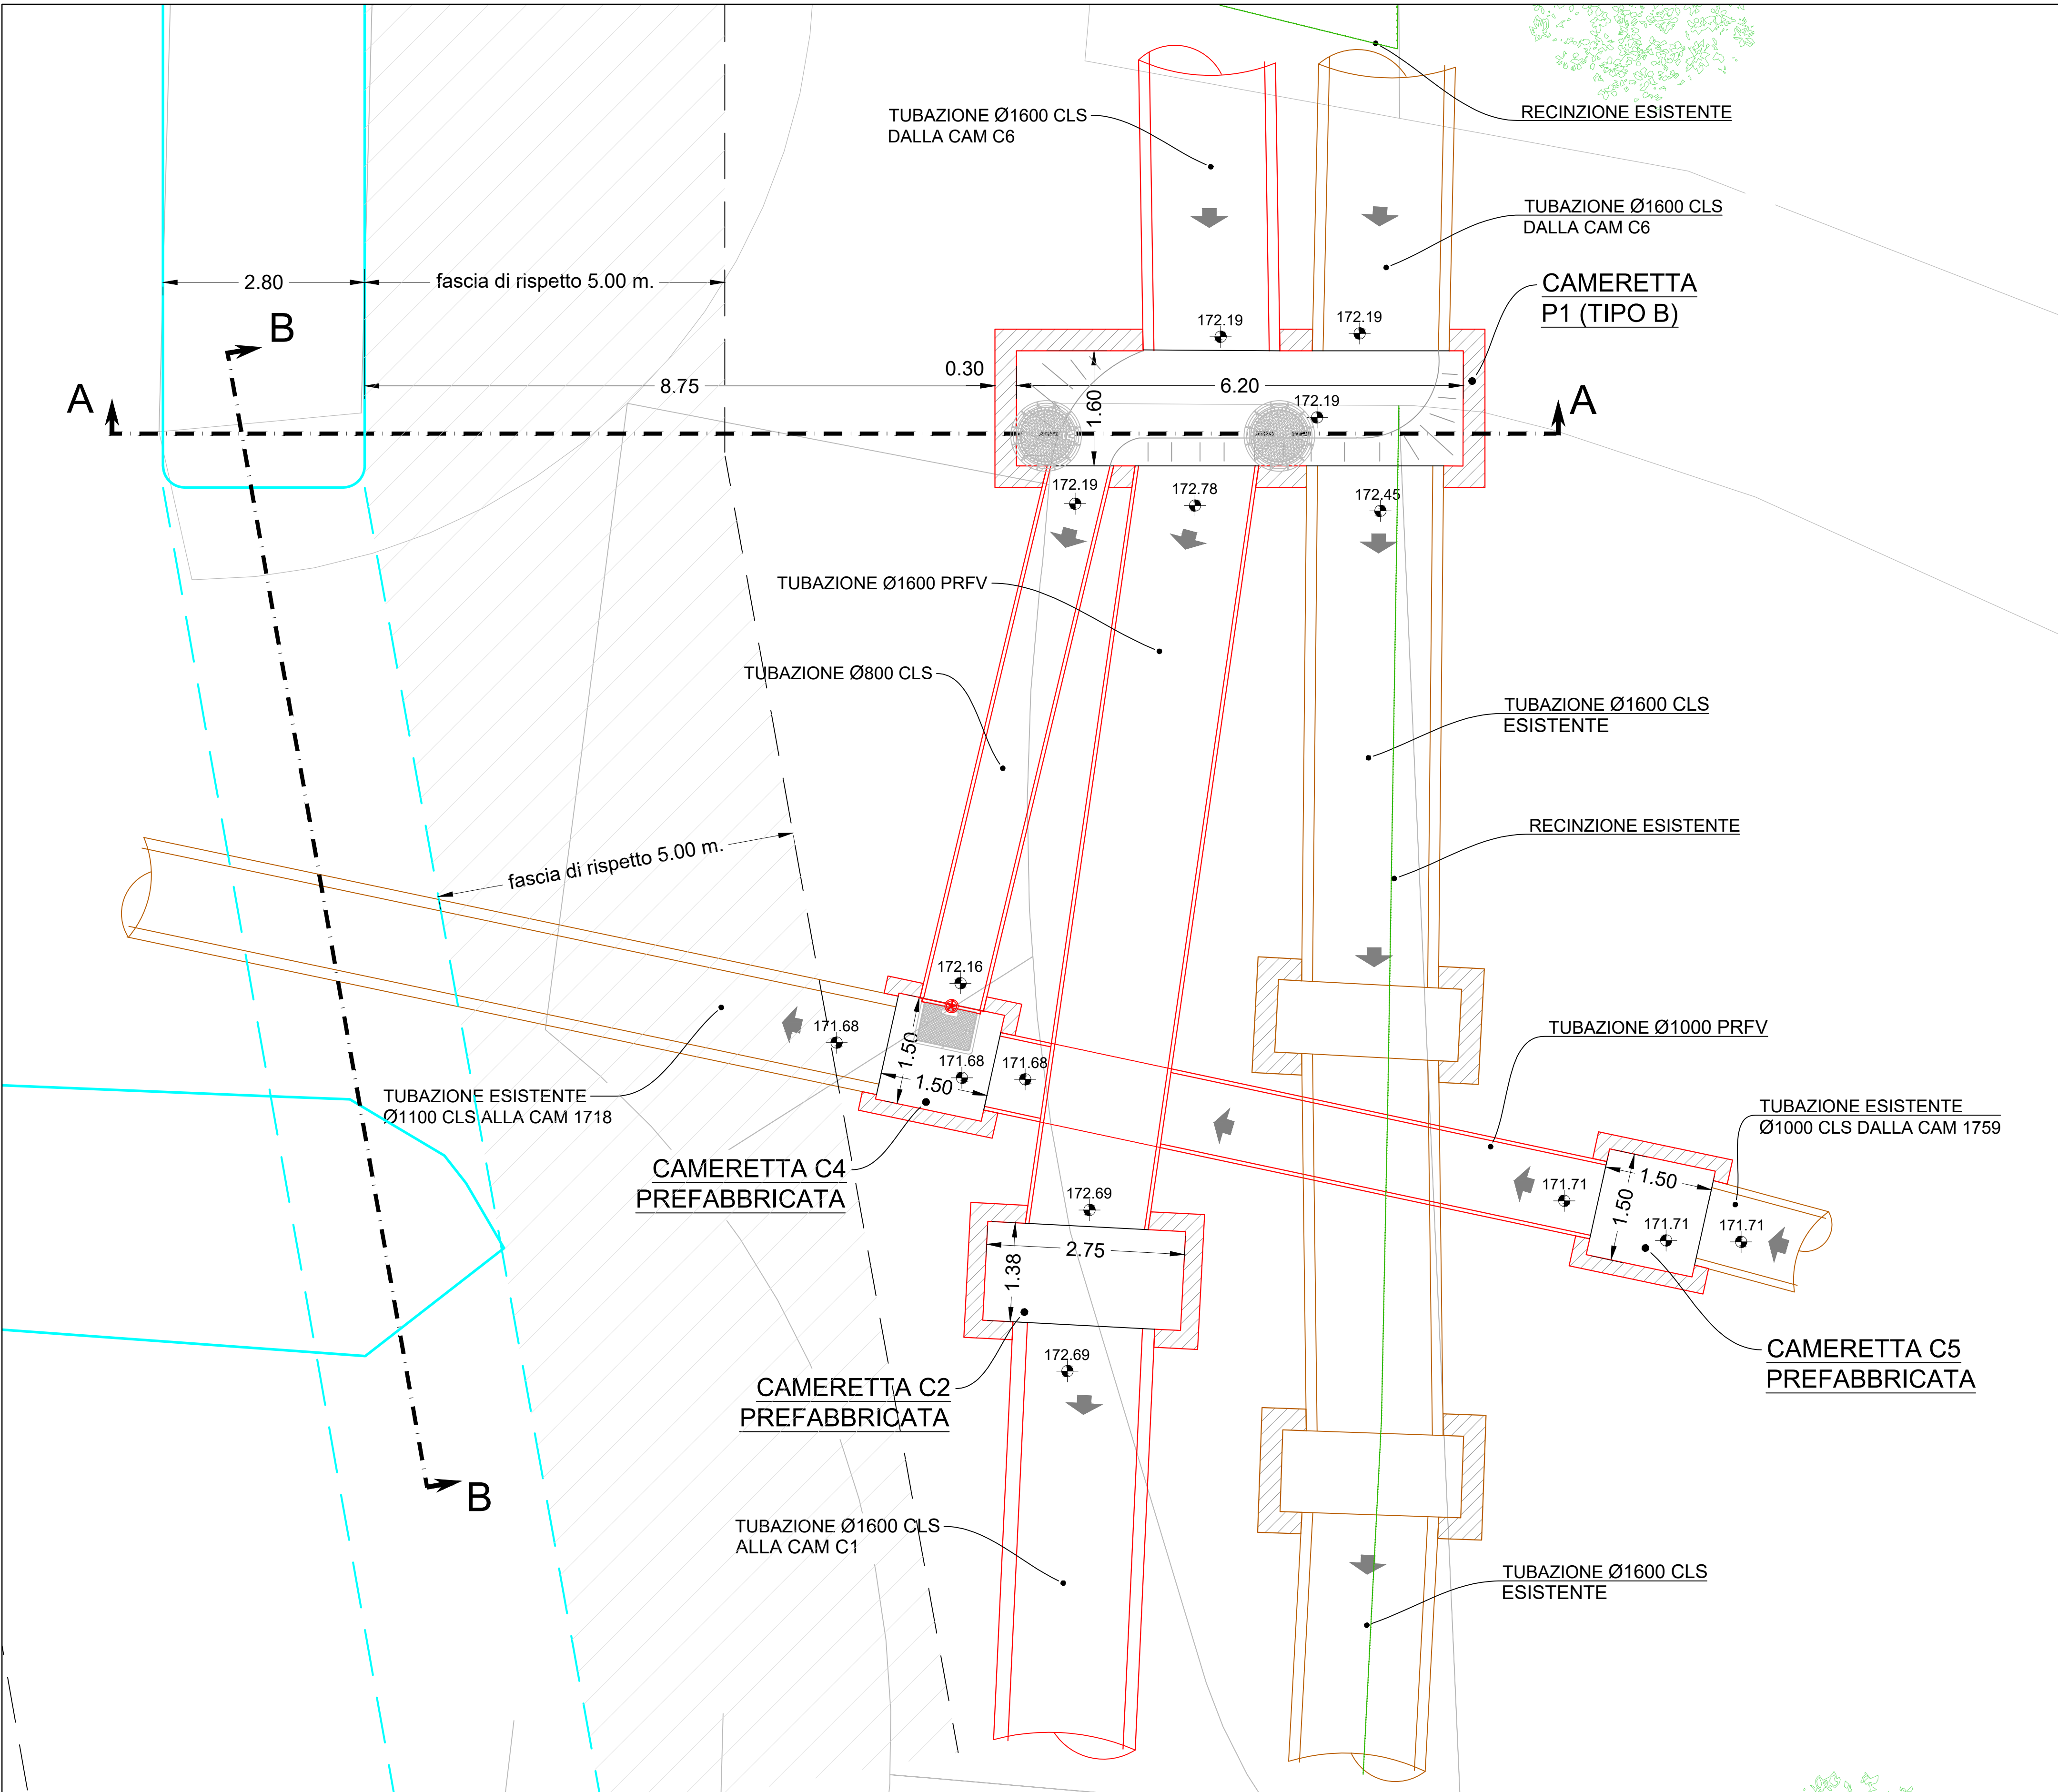 TUBAZIONE Ø1600 CLS
DALLA CAM C6
RECINZIONE ESISTENTE
TUBAZIONE Ø1600 CLS
DALLA CAM C6
2.80
fascia di rispetto 5.00 m.
CAMERETTA
P1 (TIPO B)
B
172.19
172.19
0.30
8.75
6.20
1.60
172.19
A
A
172.19
172.78
172.45
TUBAZIONE Ø1600 PRFV
TUBAZIONE Ø800 CLS
TUBAZIONE Ø1600 CLS
ESISTENTE
RECINZIONE ESISTENTE
fascia di rispetto 5.00 m.
172.16
171.68
1.50
171.68
171.68
1.50
TUBAZIONE Ø1000 PRFV
TUBAZIONE ESISTENTE
Ø1100 CLS ALLA CAM 1718
TUBAZIONE ESISTENTE
Ø1000 CLS DALLA CAM 1759
CAMERETTA C4
PREFABBRICATA
1.50
1.50
171.71
171.71
171.71
172.69
2.75
1.38
172.69
CAMERETTA C5
PREFABBRICATA
CAMERETTA C2
PREFABBRICATA
B
TUBAZIONE Ø1600 CLS
ALLA CAM C1
TUBAZIONE Ø1600 CLS
ESISTENTE